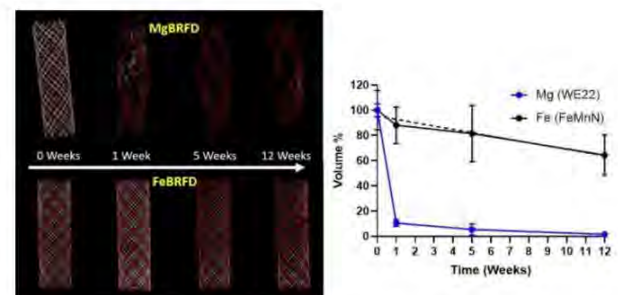 MgBRFD
0 Weeks
1 Week
5 Weeks
12 Weeks
FeBRFD
Mg (WE22)
Fe (FeMnN)
Volume %
120
100
80
60
40
20
0
0 1 2 3 4 5 6 7 8 9 10 11 12
Time (Weeks)